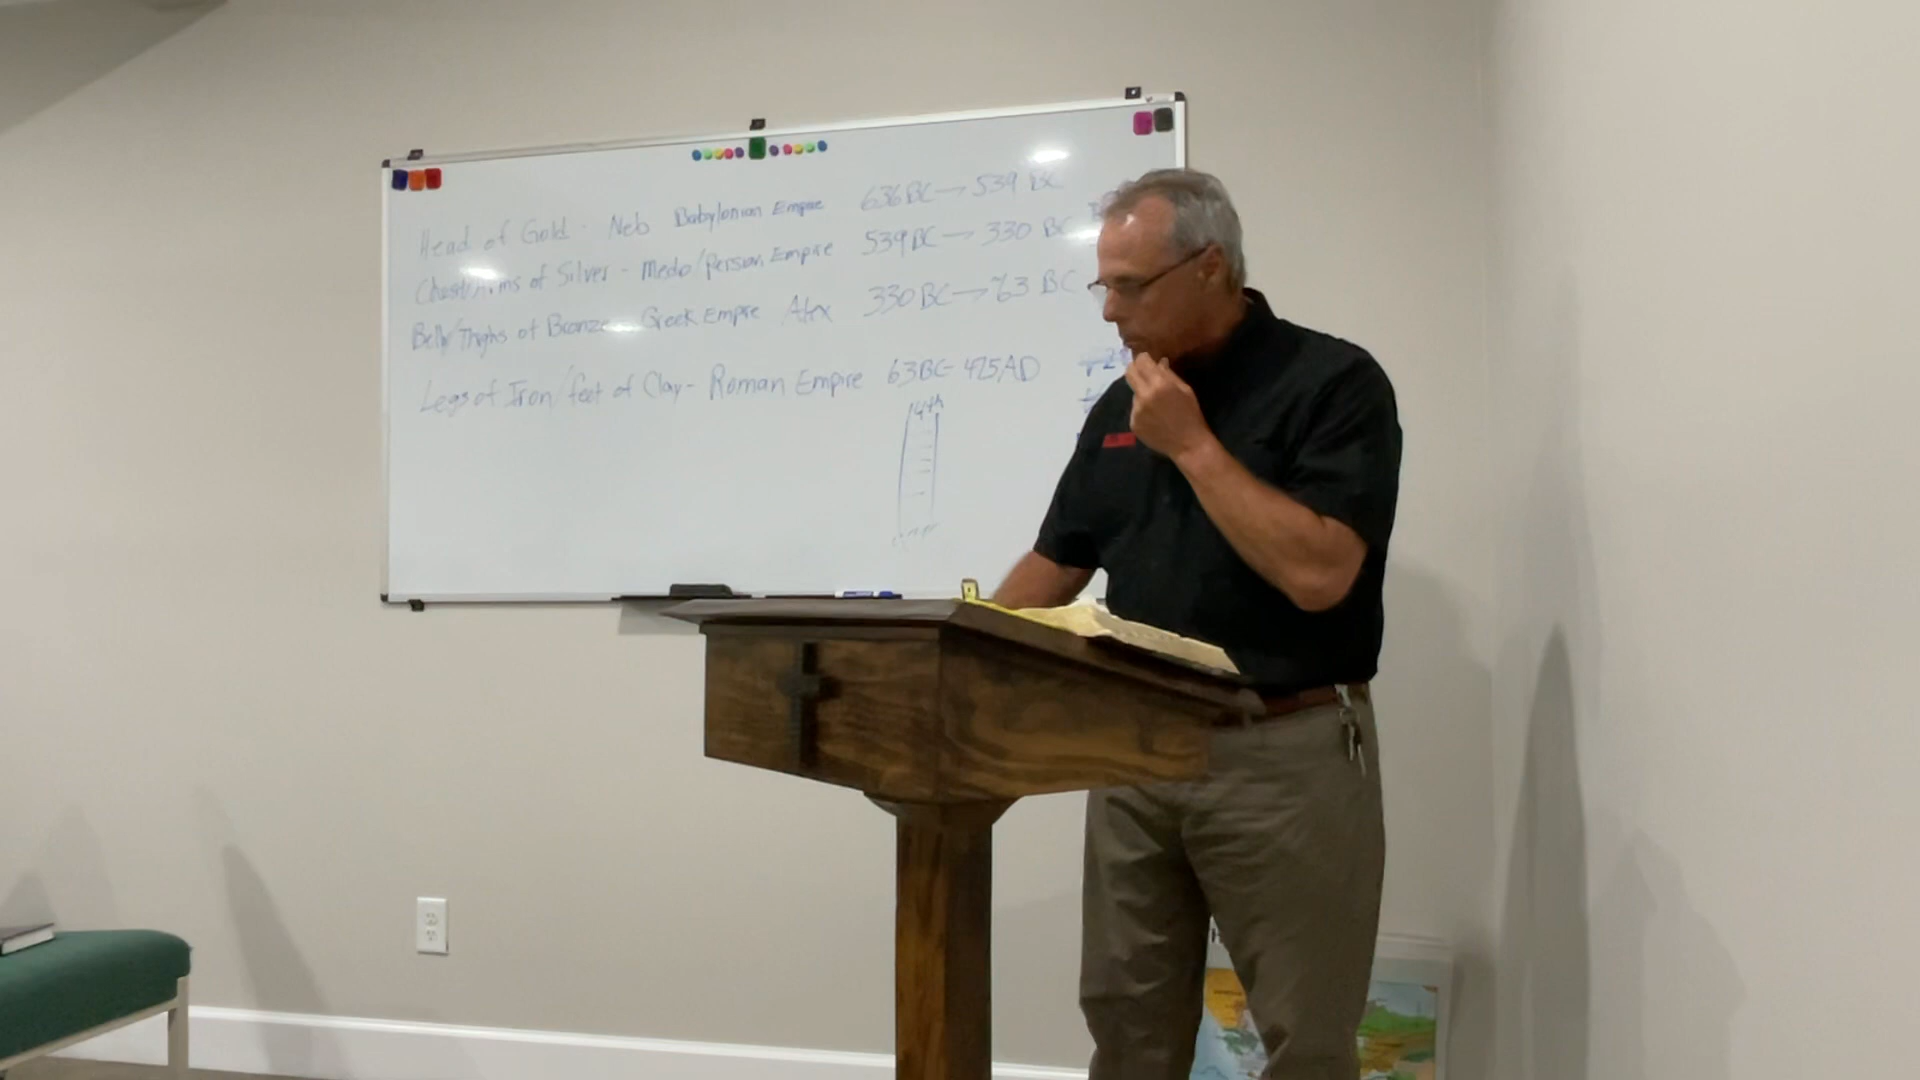 Head of Gold - Neb Babylonian Empire 636 BC → 539 BC
Chest/Arms of Silver - Medo/Persian Empire 539 BC → 330 BC
Belly/Thighs of Bronze - Greek Empire Alex 330 BC → 63 BC
Legs of Iron/feet of Clay - Roman Empire 63 BC - 475 AD